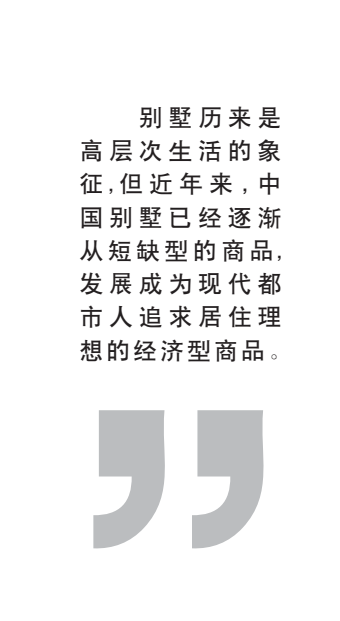 别墅历来是
高层次生活的象
征,但近年来,中
国别墅已经逐渐
从短缺型的商品,
发展成为现代都
市人追求居住理
想的经济型商品。
”